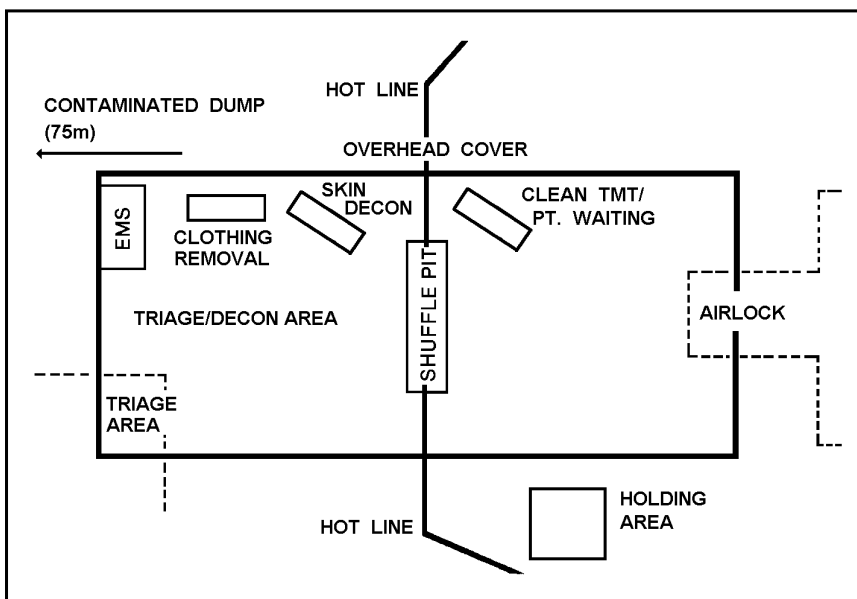 HOT LINE
CONTAMINATED DUMP
(75m)
OVERHEAD COVER
EMS
CLOTHING
REMOVAL
SKIN
DECON
CLEAN TMT/
PT. WAITING
SHUFFLE PIT
TRIAGE/DECON AREA
AIRLOCK
TRIAGE
AREA
HOLDING
AREA
HOT LINE